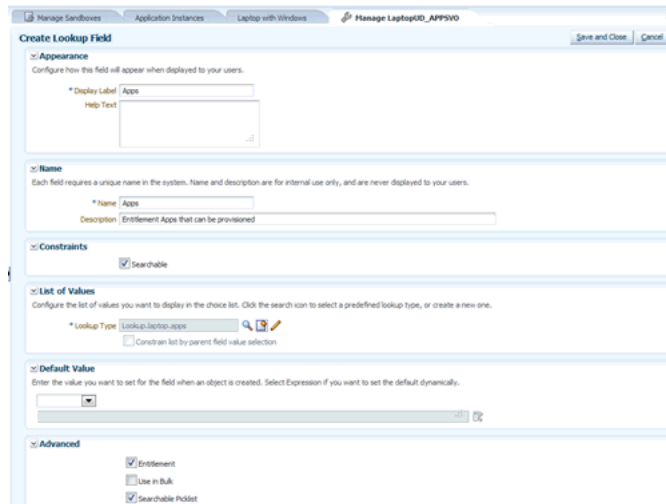 Manage Sandboxes Application Instances Laptop with Windows Manage LaptopUD_APPSVO
Create Lookup Field Save and Close Cancel
Appearance
Configure how this field will appear when displayed to your users.
* Display Label Apps
Help Text
Name
Each field requires a unique name in the system. Name and description are for internal use only, and are never displayed to your users.
* Name Apps
Description Entitlement Apps that can be provisioned
Constraints
Searchable
List of Values
Configure the list of values you want to display in the choice list. Click the search icon to select a predefined lookup type, or create a new one.
* Lookup Type Lookup.laptop.apps
Constrain list by parent field value selection
Default Value
Enter the value you want to set for the field when an object is created. Select Expression if you want to set the default dynamically.
Advanced
Entitlement
Use in Bulk
Searchable Picklist